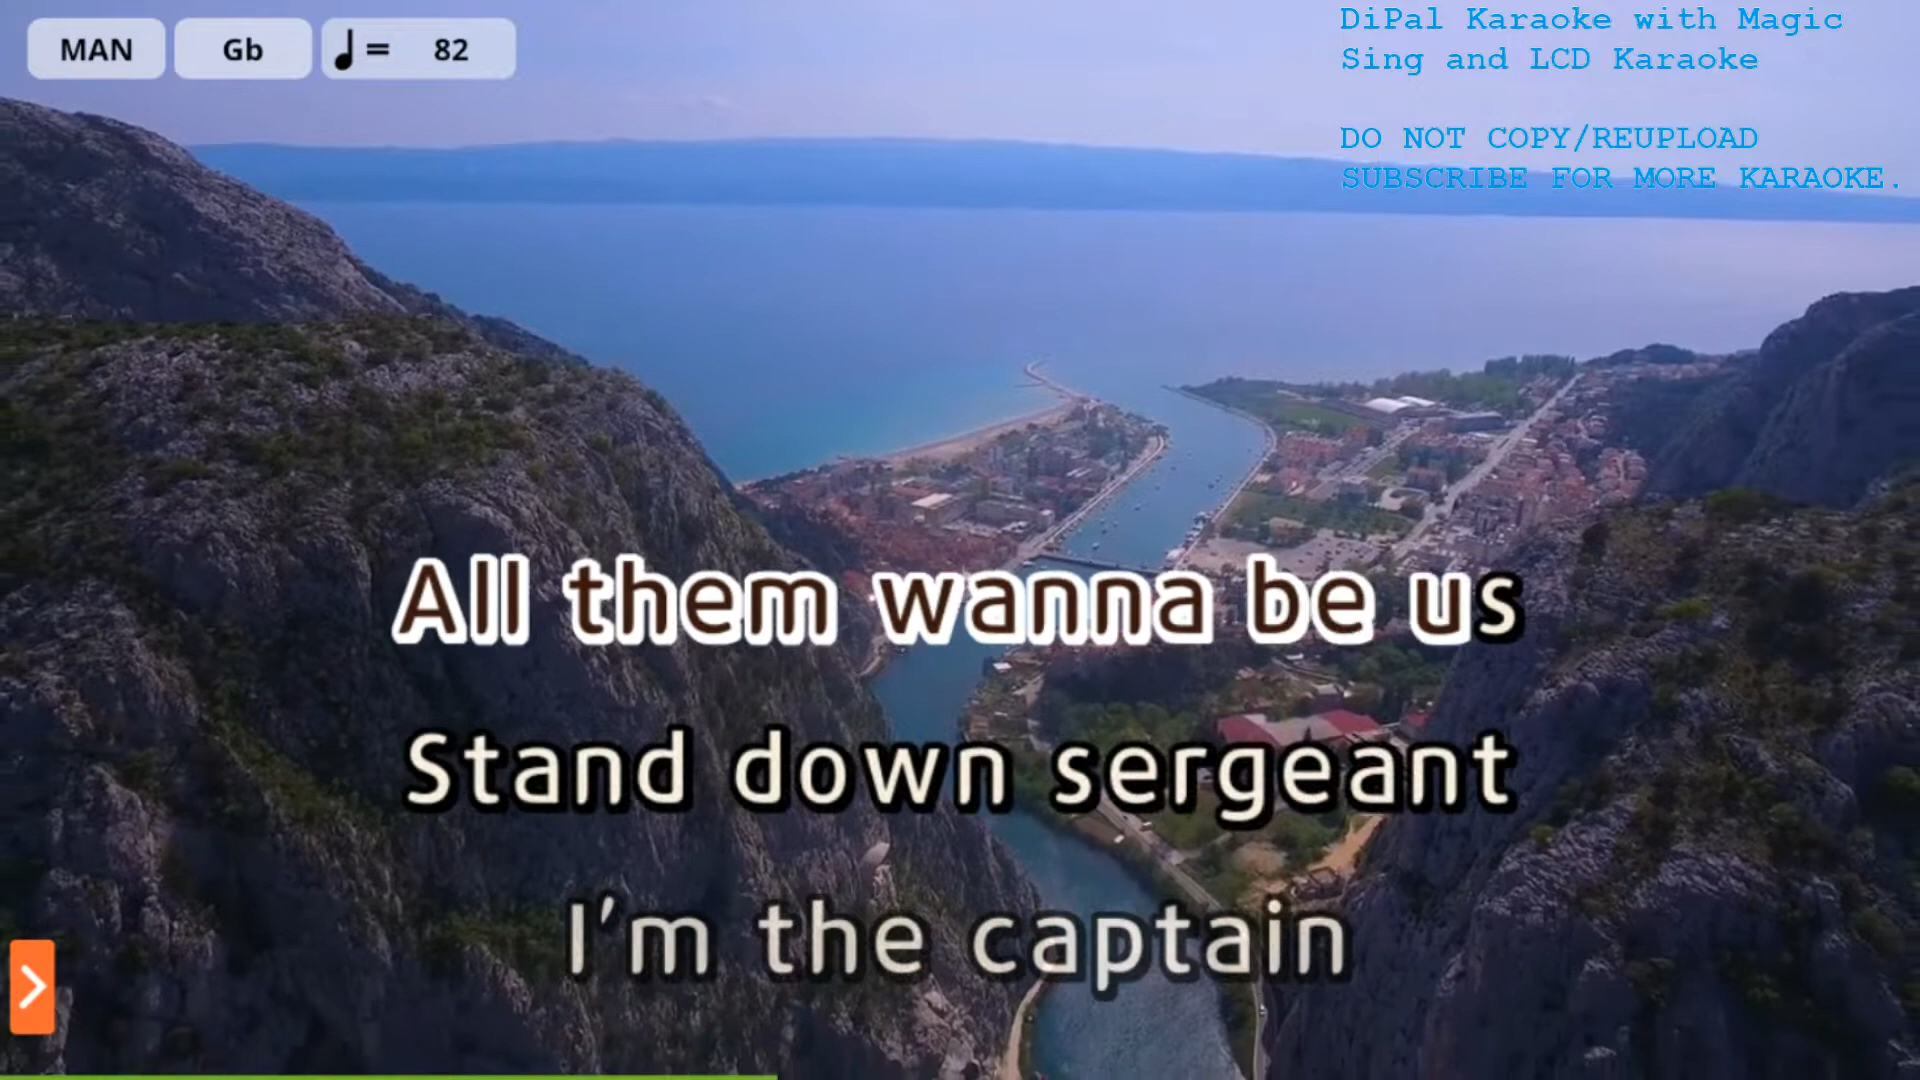 MAN Gb ♩ = 82
DiPal Karaoke with Magic
Sing and LCD Karaoke
DO NOT COPY/REUPLOAD
SUBSCRIBE FOR MORE KARAOKE.
All them wanna be us
Stand down sergeant
I'm the captain